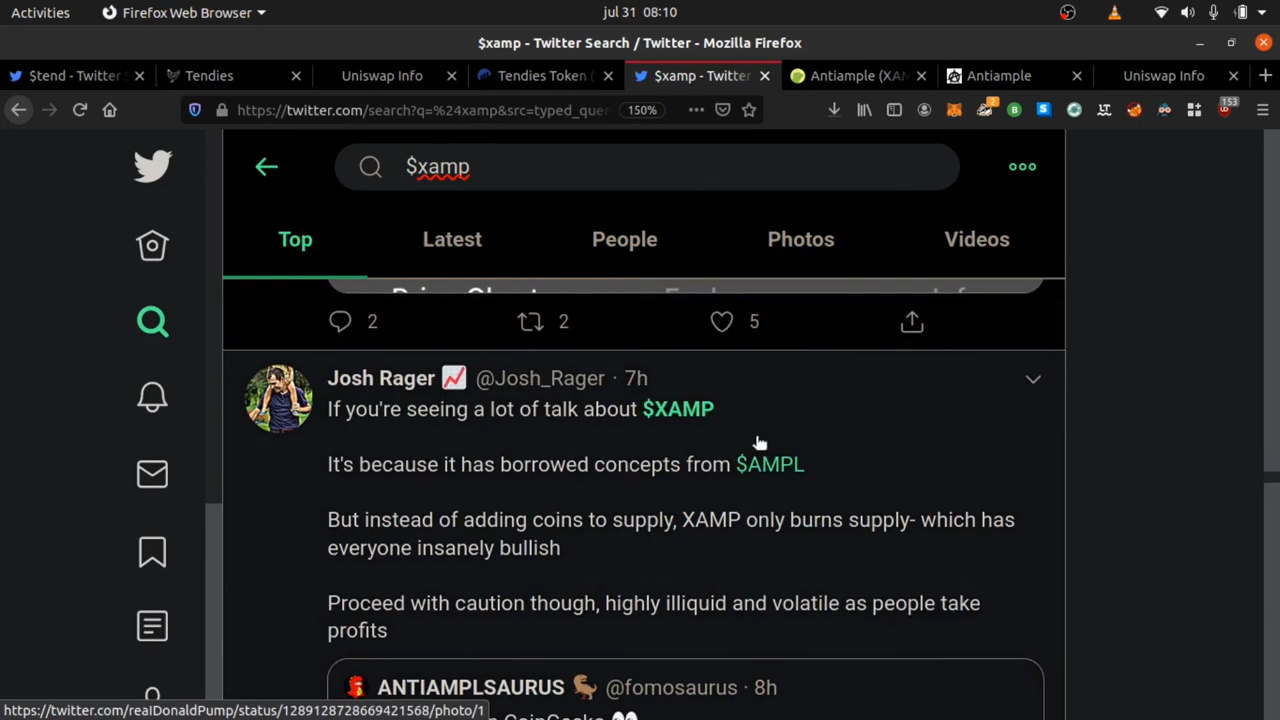 Activities Firefox Web Browser jul 31 08:10
$xamp - Twitter Search / Twitter - Mozilla Firefox
$tend - Twitter Tendies Uniswap Info Tendies Token ( $xamp - Twitter Antiample (XA Antiample Uniswap Info
https://twitter.com/search?q=%24xamp&src=typed_quer 150% 2 153
$xamp
Top Latest People Photos Videos
2 2 5
Josh Rager @Josh_Rager · 7h
If you're seeing a lot of talk about $XAMP
It's because it has borrowed concepts from $AMPL
But instead of adding coins to supply, XAMP only burns supply- which has
everyone insanely bullish
Proceed with caution though, highly illiquid and volatile as people take
profits
ANTIAMPLSAURUS @fomosaurus · 8h
CoinGecko
https://twitter.com/reaIDonaldPump/status/1289128728669421568/photo/1